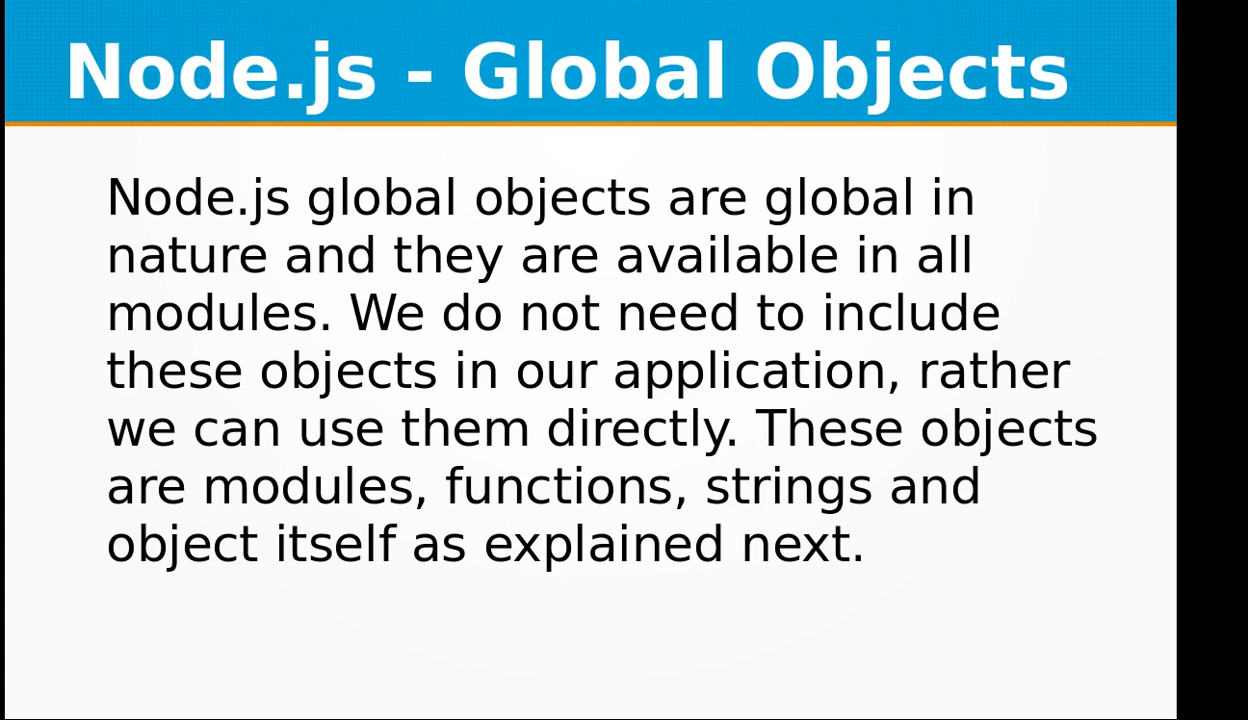 Node.js - Global Objects
Node.js global objects are global in
nature and they are available in all
modules. We do not need to include
these objects in our application, rather
we can use them directly. These objects
are modules, functions, strings and
object itself as explained next.